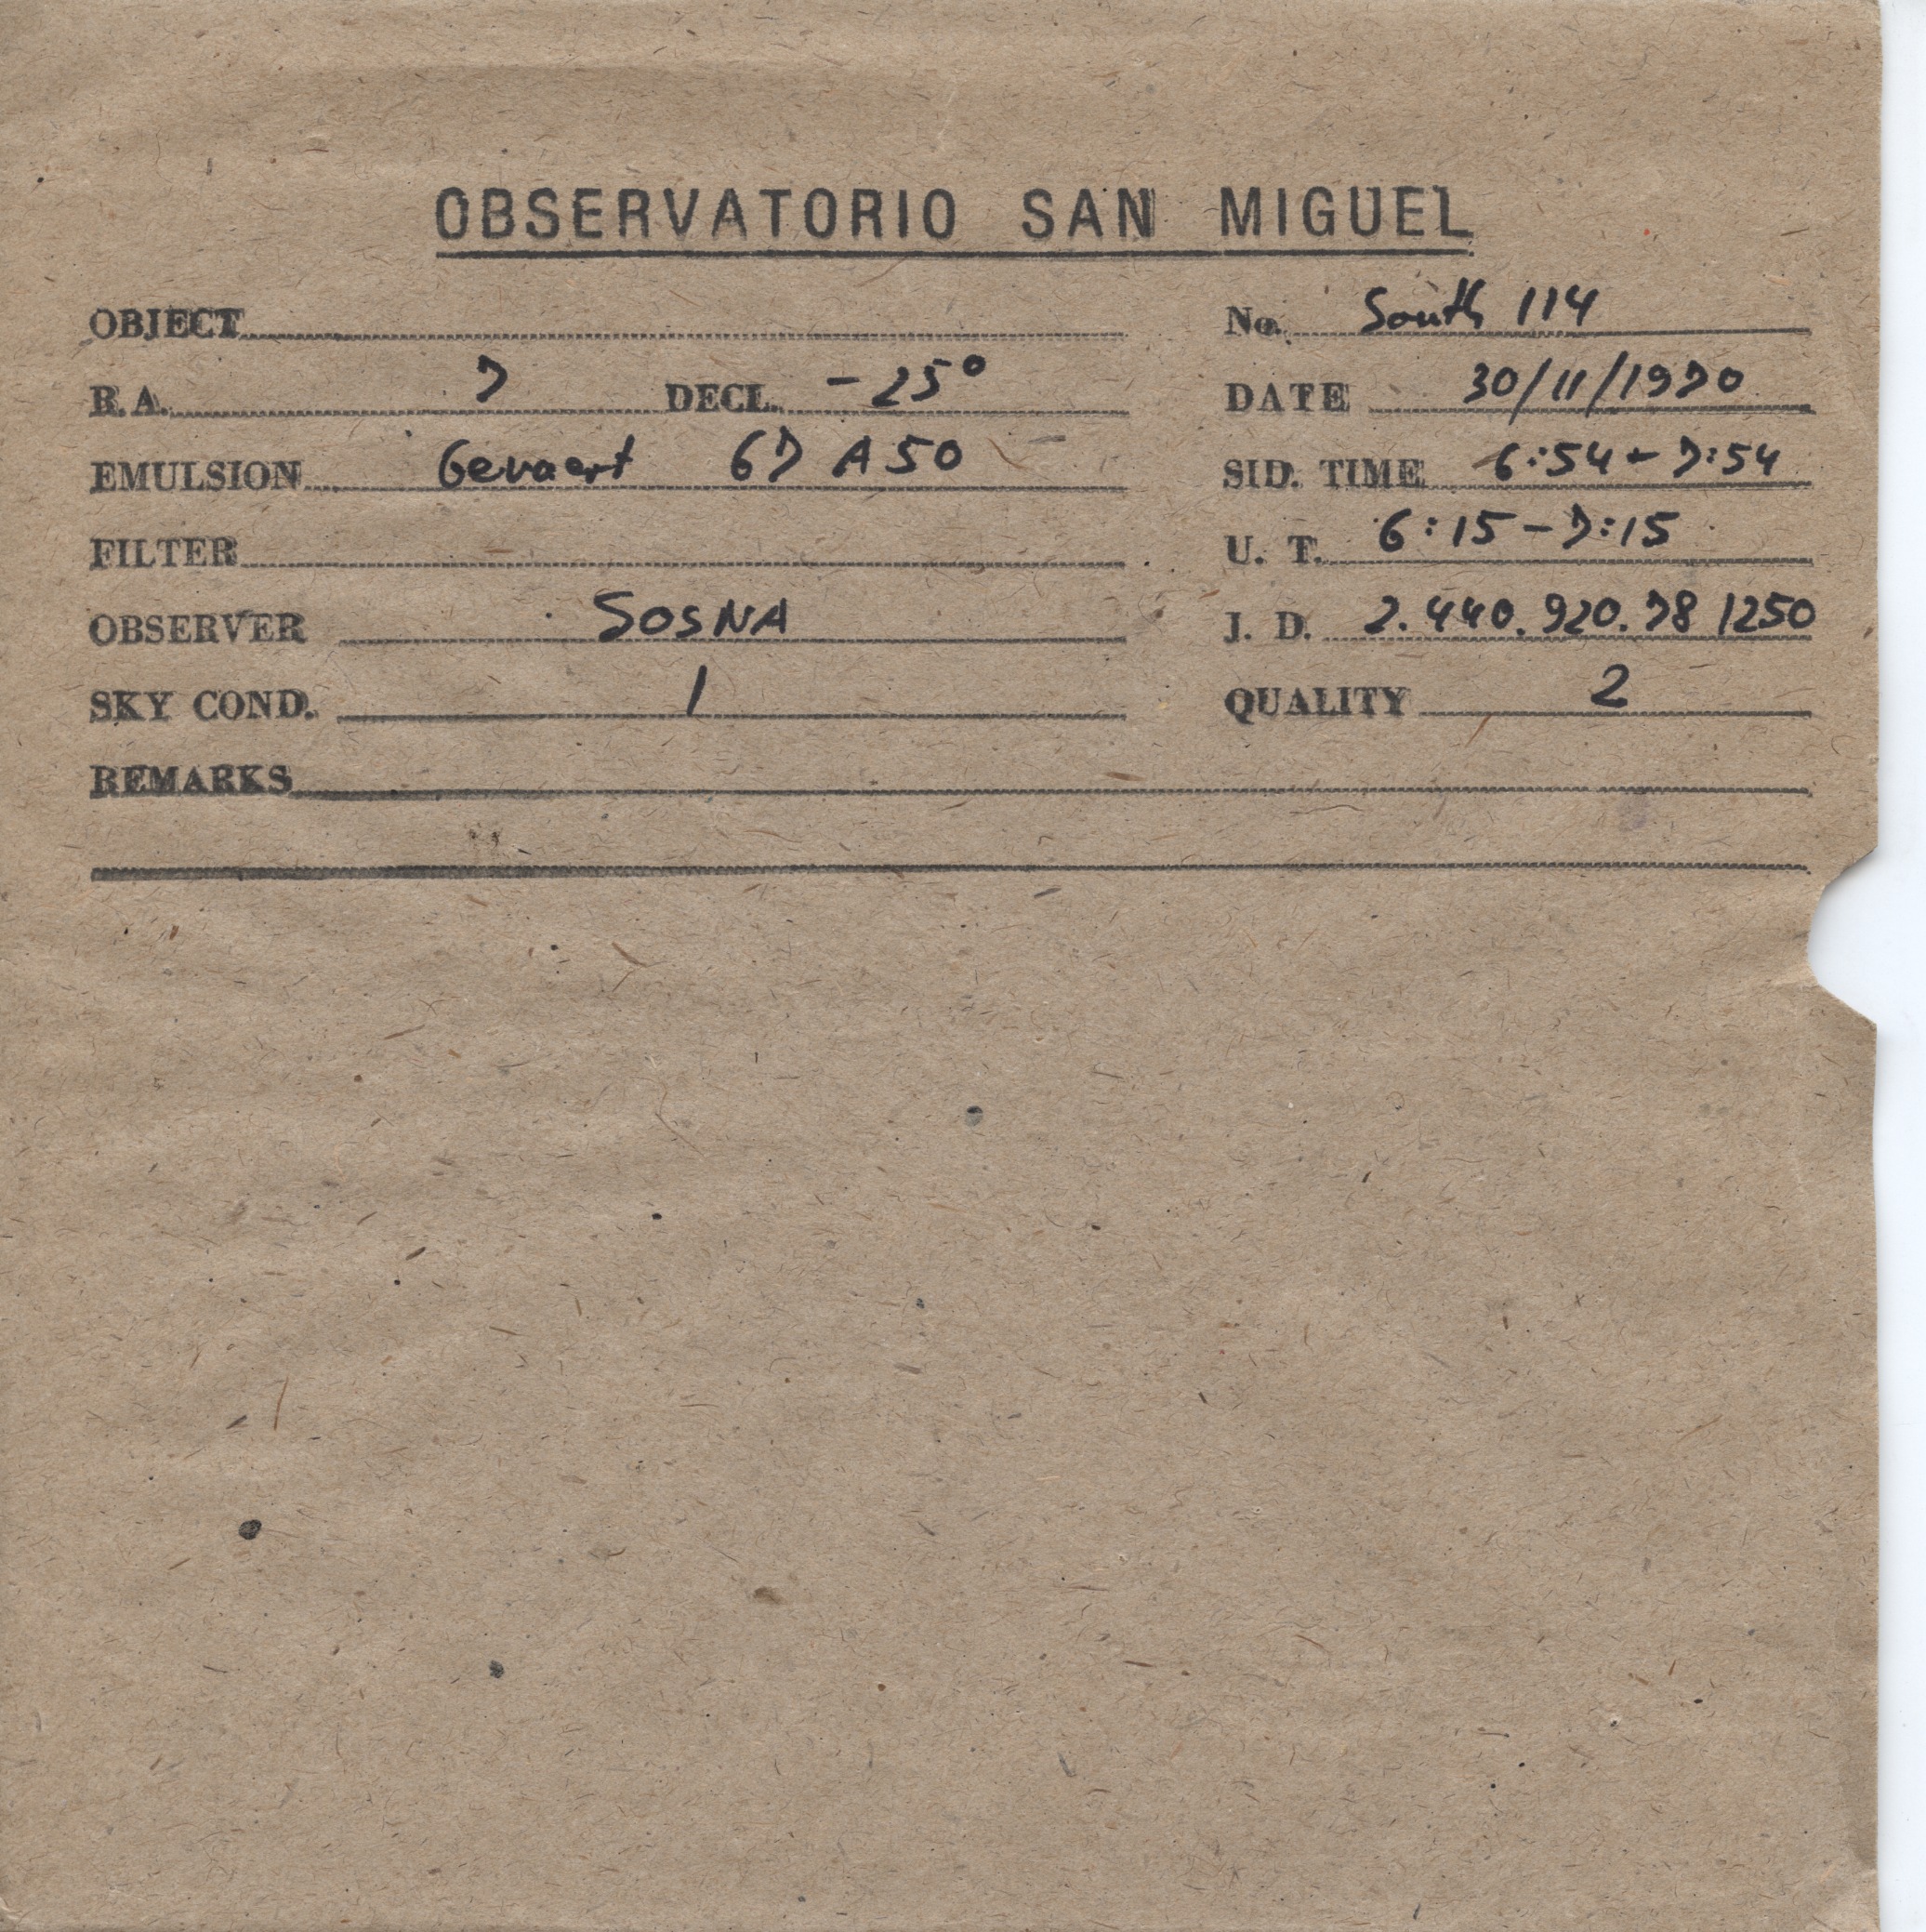 OBSERVATORIO SAN MIGUEL
OBJECT No. South 114
R.A. 7 DECL. -25° DATE 30/11/1970
EMULSION Gevaert 67 A 50 SID. TIME 6:54 - 7:54
FILTER U. T. 6:15 - 7:15
OBSERVER SOSNA J. D. 2.440.920.78 1250
SKY COND. 1 QUALITY 2
REMARKS